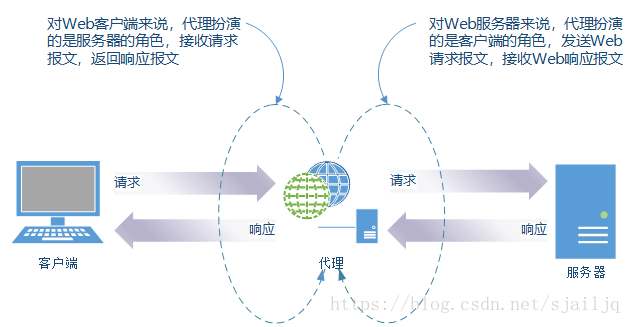 对Web客户端来说，代理扮演
的是服务器的角色，接收请求
报文，返回响应报文
对Web服务器来说，代理扮演
的是客户端的角色，发送Web
请求报文，接收Web响应报文
请求
请求
响应
响应
客户端
代理
服务器
https://blog.csdn.net/sjailjq